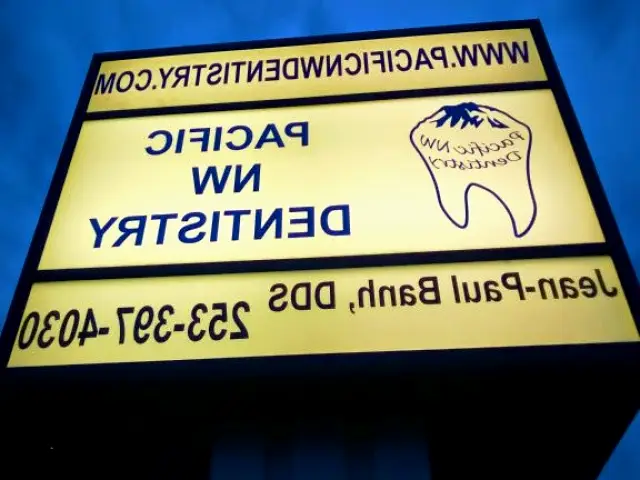 WWW.PACIFICNWDENTISTRY.COM
Pacific NW
Dentistry
PACIFIC
NW
DENTISTRY
Jean-Paul Banh, DDS 253-397-4030